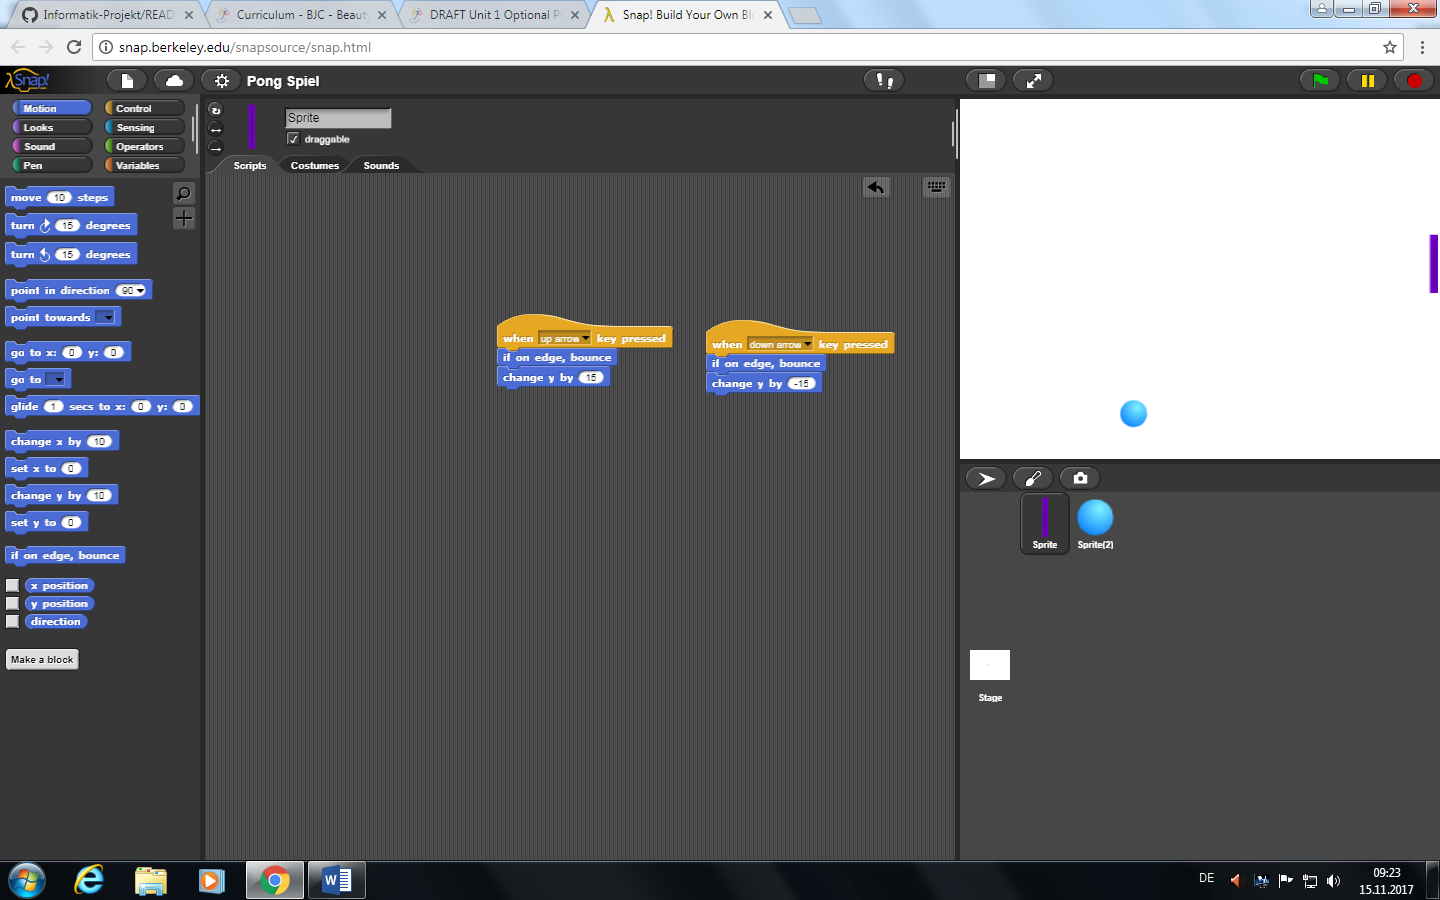 Informatik-Projekt/READ
Curriculum - BJC - Beaut
DRAFT Unit 1 Optional P
Snap! Build Your Own Bl
snap.berkeley.edu/snapsource/snap.html
Snap!
Pong Spiel
Motion
Control
Looks
Sensing
Sound
Operators
Pen
Variables
Sprite
draggable
Scripts
Costumes
Sounds
move 10 steps
turn 15 degrees
turn 15 degrees
point in direction 90
point towards
go to x: 0 y: 0
go to
glide 1 secs to x: 0 y: 0
change x by 10
set x to 0
change y by 10
set y to 0
if on edge, bounce
x position
y position
direction
Make a block
when up arrow key pressed
if on edge, bounce
change y by 15
when down arrow key pressed
if on edge, bounce
change y by -15
Sprite
Sprite(2)
Stage
DE
09:23
15.11.2017